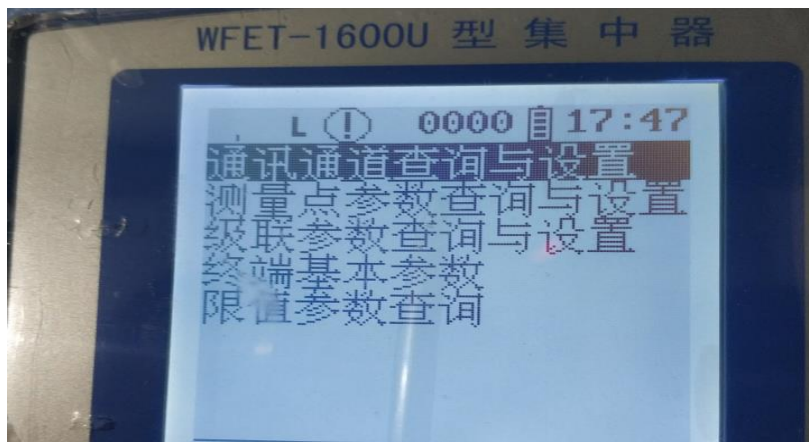 WFET-1600U 型 集 中 器
L ! 0000 17:47
通讯通道查询与设置
测量点参数查询与设置
级联参数查询与设置
终端基本参数
限值参数查询